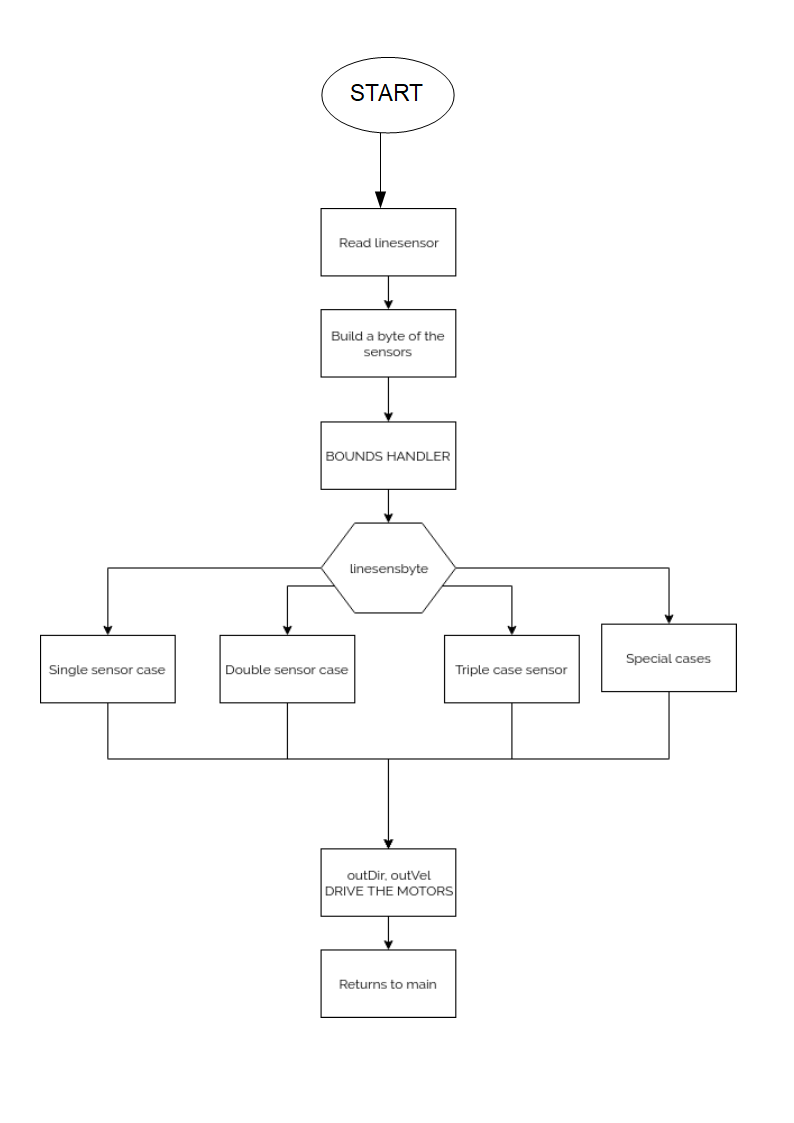 START
Read linesensor
Build a byte of the
sensors
BOUNDS HANDLER
linesensbyte
Single sensor case
Double sensor case
Triple case sensor
Special cases
outDir, outVel
DRIVE THE MOTORS
Returns to main